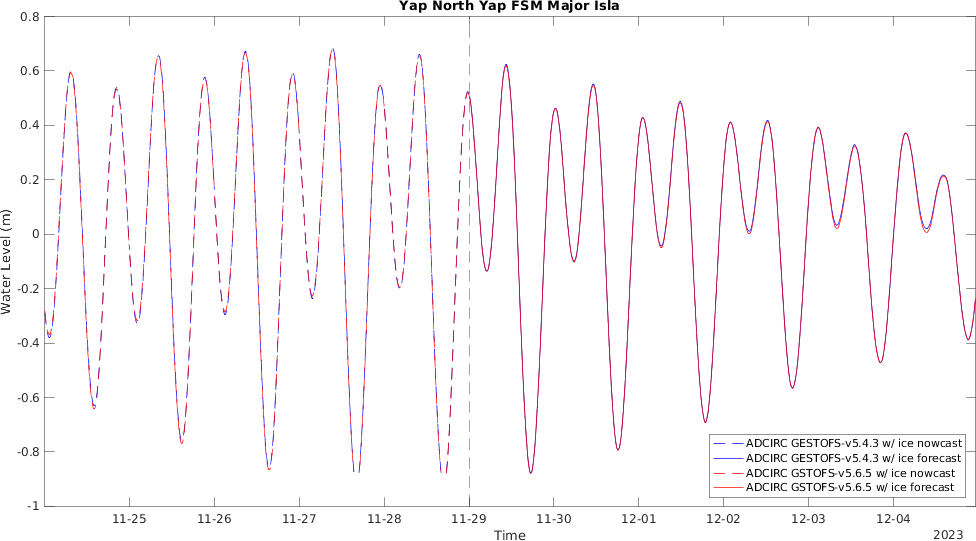 Yap North Yap FSM Major Isla
0.8
0.6
0.4
0.2
0
-0.2
-0.4
-0.6
-0.8
-1
Water Level (m)
11-25 11-26 11-27 11-28 11-29 11-30 12-01 12-02 12-03 12-04
Time
2023
ADCIRC GESTOFS-v5.4.3 w/ ice nowcast
ADCIRC GESTOFS-v5.4.3 w/ ice forecast
ADCIRC GSTOFS-v5.6.5 w/ ice nowcast
ADCIRC GSTOFS-v5.6.5 w/ ice forecast